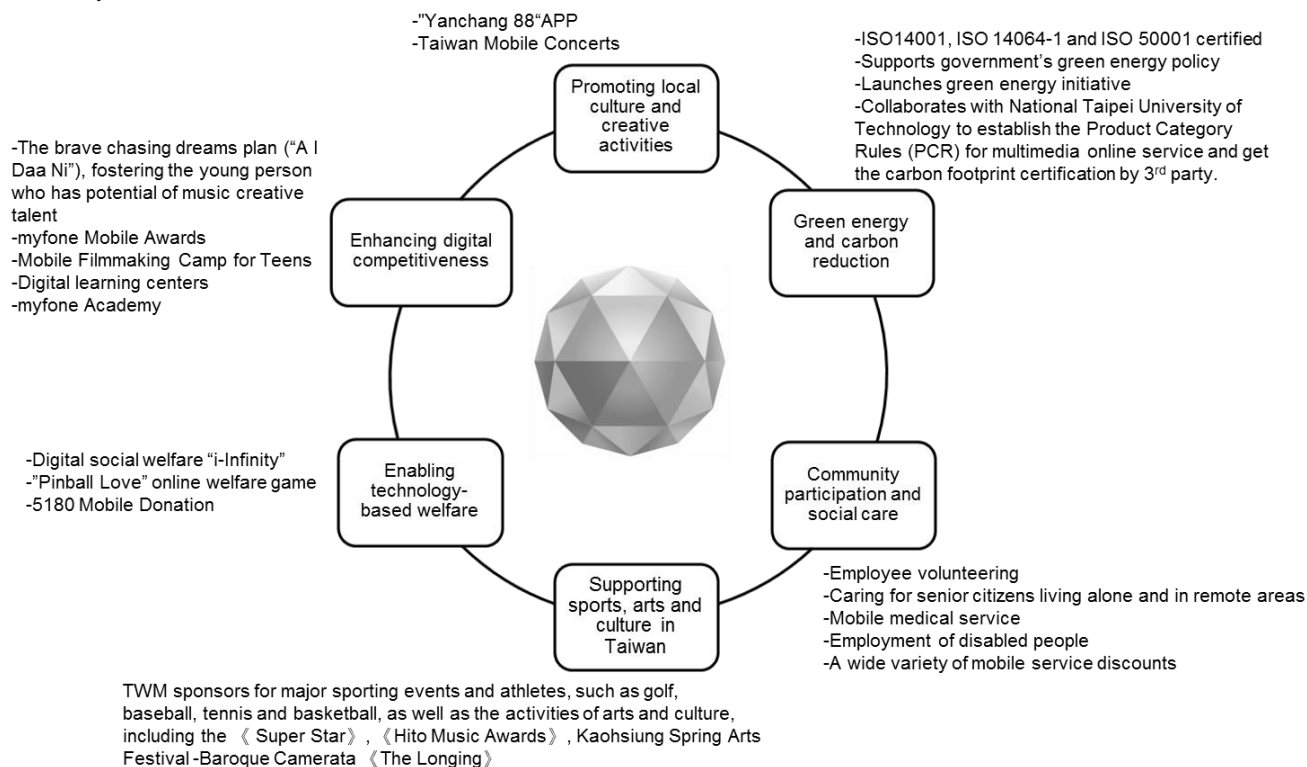 -"Yanchang 88“APP
-Taiwan Mobile Concerts
Promoting local
culture and
creative
activities
-ISO14001, ISO 14064-1 and ISO 50001 certified
-Supports government’s green energy policy
-Launches green energy initiative
-Collaborates with National Taipei University of
Technology to establish the Product Category
Rules (PCR) for multimedia online service and get
the carbon footprint certification by 3rd party.
Green energy
and carbon
reduction
-The brave chasing dreams plan (“A I
Daa Ni”), fostering the young person
who has potential of music creative
talent
-myfone Mobile Awards
-Mobile Filmmaking Camp for Teens
-Digital learning centers
-myfone Academy
Enhancing digital
competitiveness
-Digital social welfare “i-Infinity”
-”Pinball Love” online welfare game
-5180 Mobile Donation
Enabling
technology-
based welfare
Community
participation and
social care
-Employee volunteering
-Caring for senior citizens living alone and in remote areas
-Mobile medical service
-Employment of disabled people
-A wide variety of mobile service discounts
Supporting
sports, arts and
culture in
Taiwan
TWM sponsors for major sporting events and athletes, such as golf,
baseball, tennis and basketball, as well as the activities of arts and culture,
including the 《 Super Star》, 《Hito Music Awards》, Kaohsiung Spring Arts
Festival -Baroque Camerata 《The Longing》